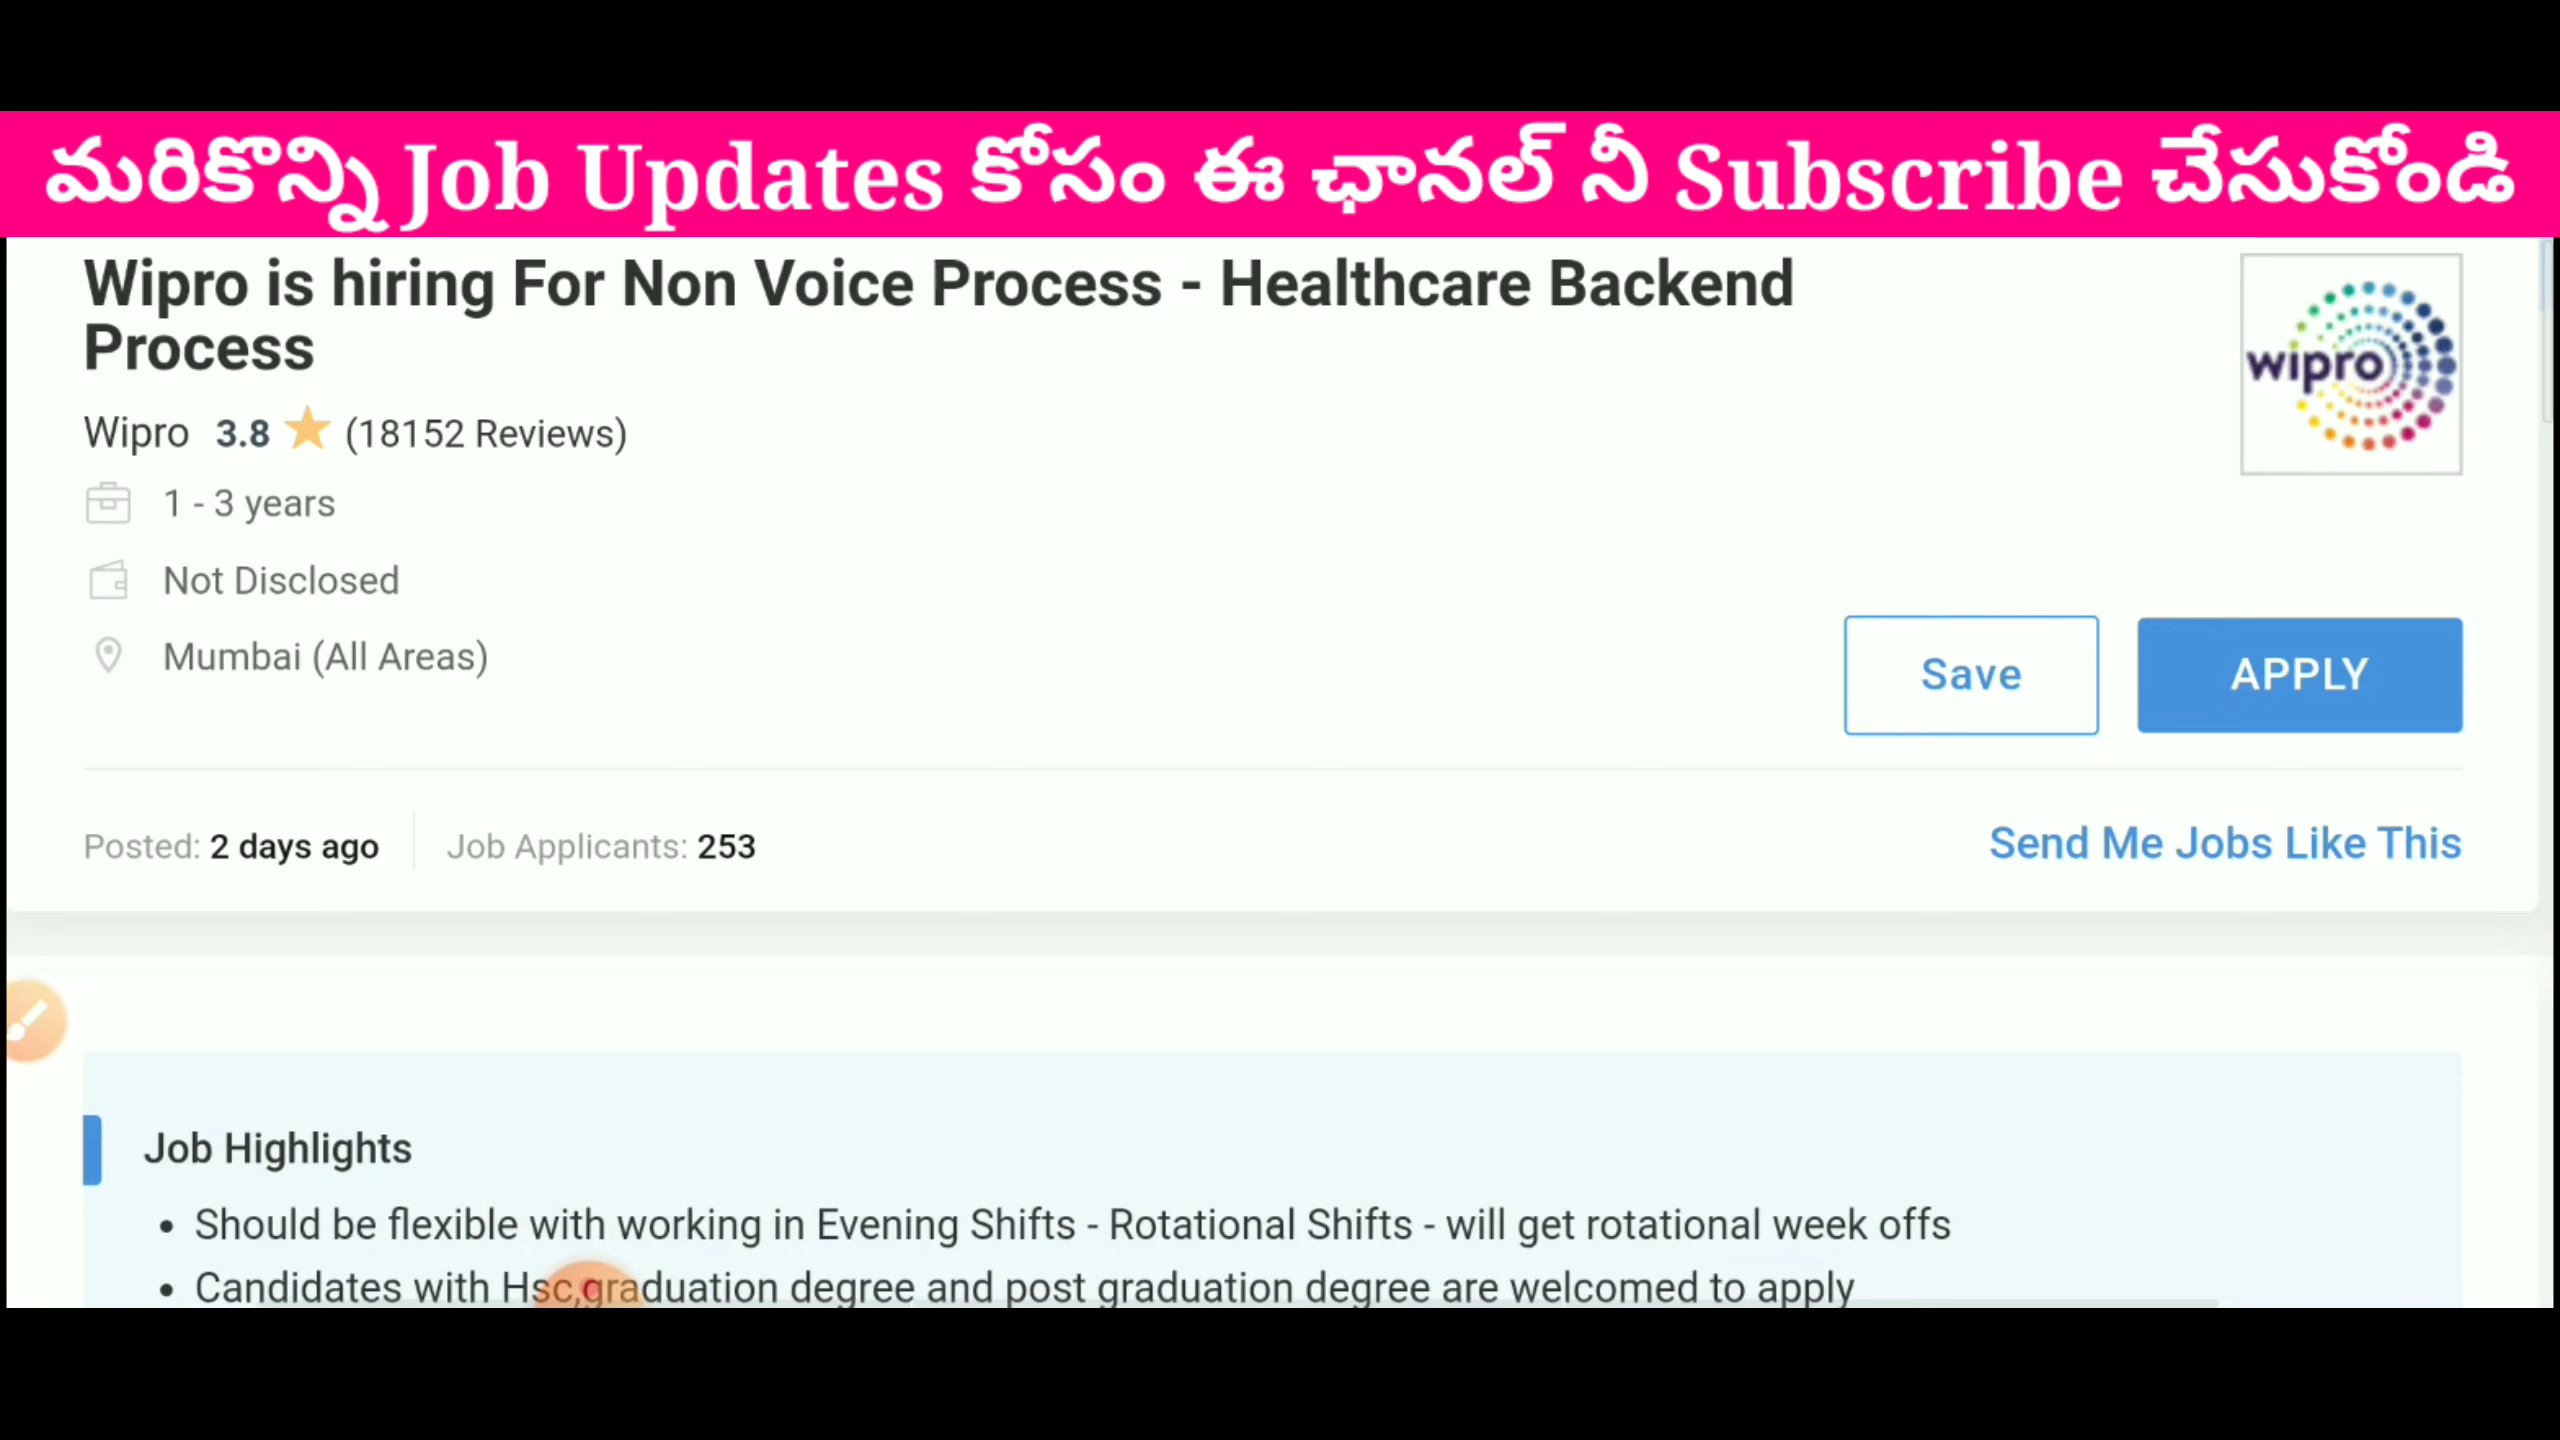 మరికొన్ని Job Updates కోసం ఈ ఛానల్ నీ Subscribe చేసుకోండి
Wipro is hiring For Non Voice Process - Healthcare Backend
Process
wipro
Wipro 3.8 (18152 Reviews)
1 - 3 years
Not Disclosed
Mumbai (All Areas)
Save APPLY
Posted: 2 days ago Job Applicants: 253 Send Me Jobs Like This
Job Highlights
• Should be flexible with working in Evening Shifts - Rotational Shifts - will get rotational week offs
• Candidates with Hsc,graduation degree and post graduation degree are welcomed to apply